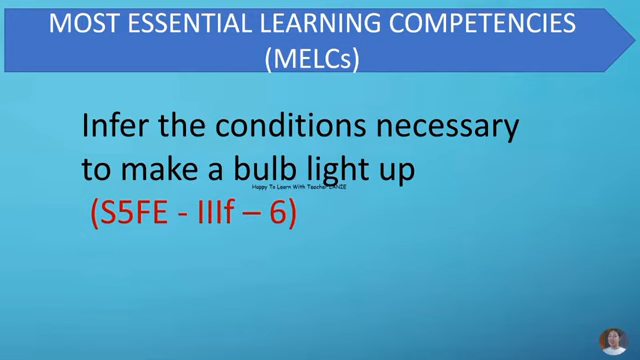 MOST ESSENTIAL LEARNING COMPETENCIES
(MELCs)
Infer the conditions necessary
to make a bulb light up
Happy To Learn With Teacher LANIE
(S5FE - IIIf – 6)